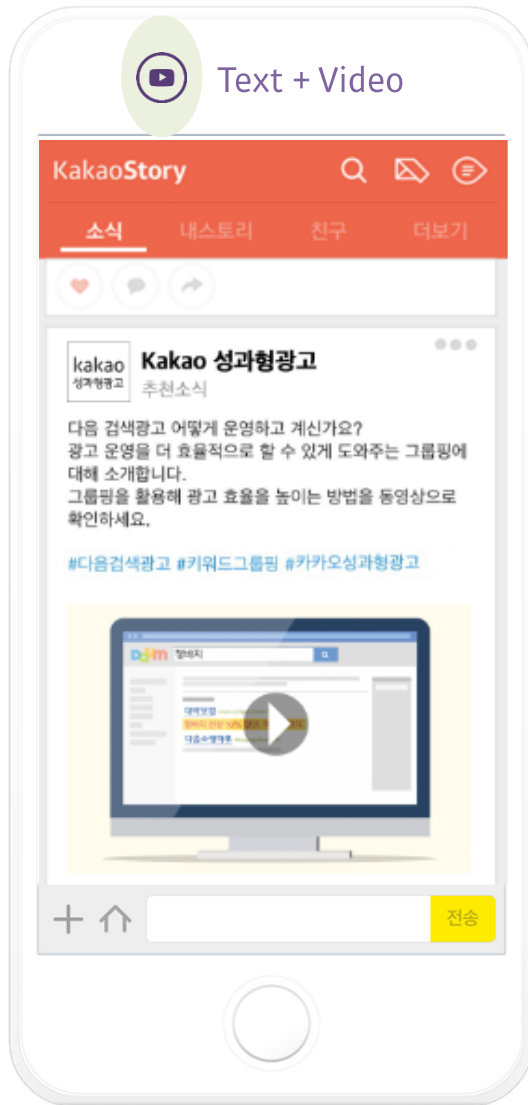 Text + Video
KakaoStory
소식 내스토리 친구 더보기
kakao
성과형광고
Kakao 성과형광고
추천소식
다음 검색광고 어떻게 운영하고 계신가요?
광고 운영을 더 효율적으로 할 수 있게 도와주는 그룹핑에
대해 소개합니다.
그룹핑을 활용해 광고 효율을 높이는 방법을 동영상으로
확인하세요.
#다음검색광고 #키워드그룹핑 #카카오성과형광고
Daum 청바지
전송